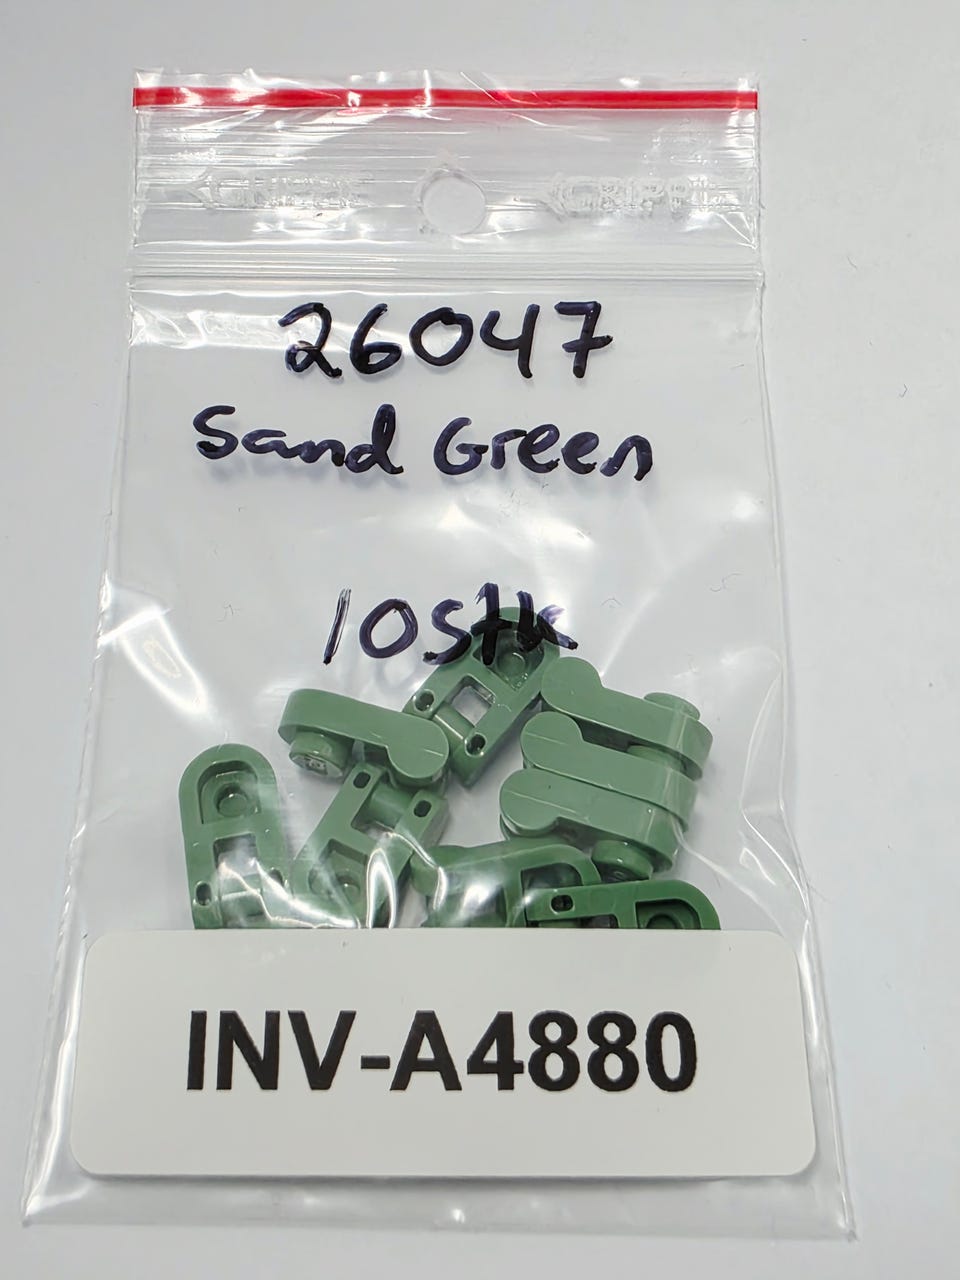 26047
Sand Green
10stk
INV-A4880